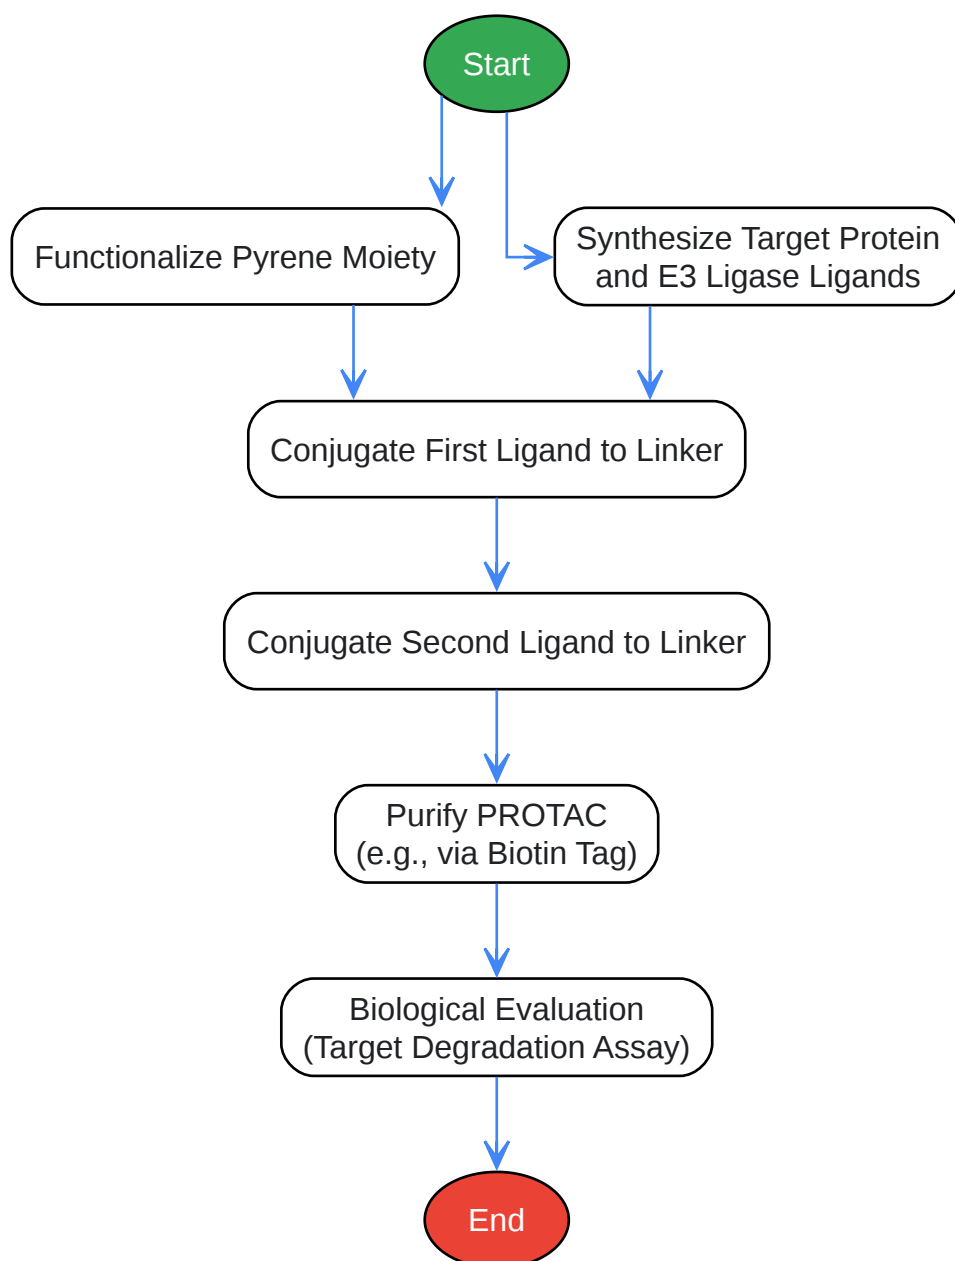 Start
Functionalize Pyrene Moiety
Synthesize Target Protein
and E3 Ligase Ligands
Conjugate First Ligand to Linker
Conjugate Second Ligand to Linker
Purify PROTAC
(e.g., via Biotin Tag)
Biological Evaluation
(Target Degradation Assay)
End